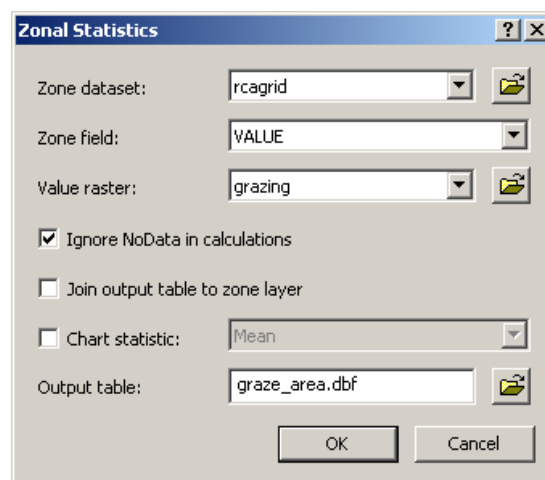 Zonal Statistics
Zone dataset: rcagrid
Zone field: VALUE
Value raster: grazing
Ignore NoData in calculations
Join output table to zone layer
Chart statistic: Mean
Output table: graze_area.dbf
OK Cancel